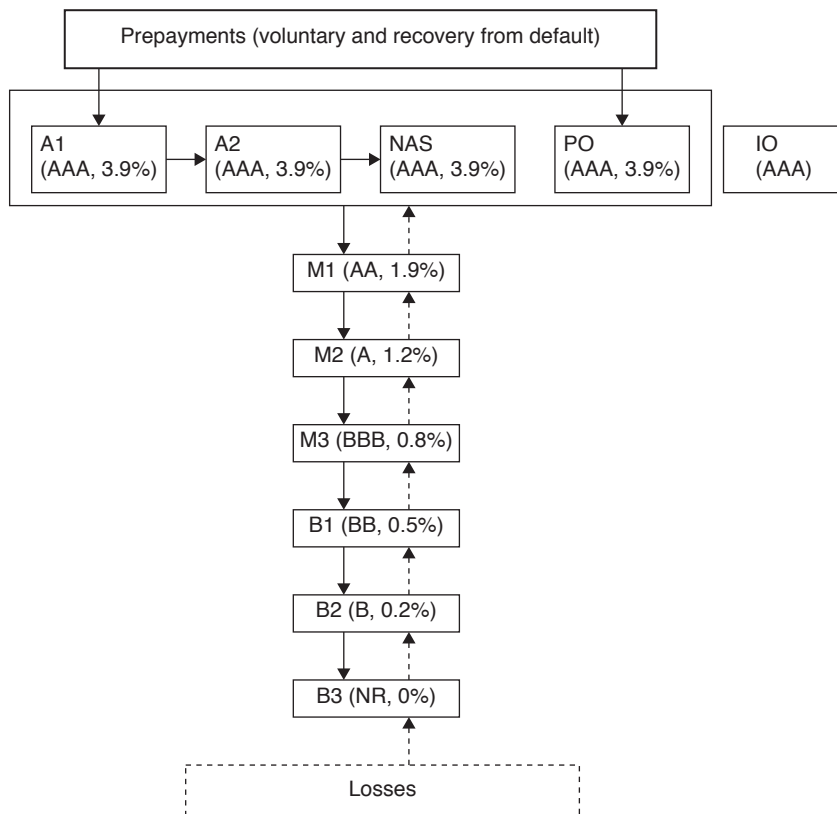 Prepayments (voluntary and recovery from default)
A1
(AAA, 3.9%)
A2
(AAA, 3.9%)
NAS
(AAA, 3.9%)
PO
(AAA, 3.9%)
IO
(AAA)
M1 (AA, 1.9%)
M2 (A, 1.2%)
M3 (BBB, 0.8%)
B1 (BB, 0.5%)
B2 (B, 0.2%)
B3 (NR, 0%)
Losses